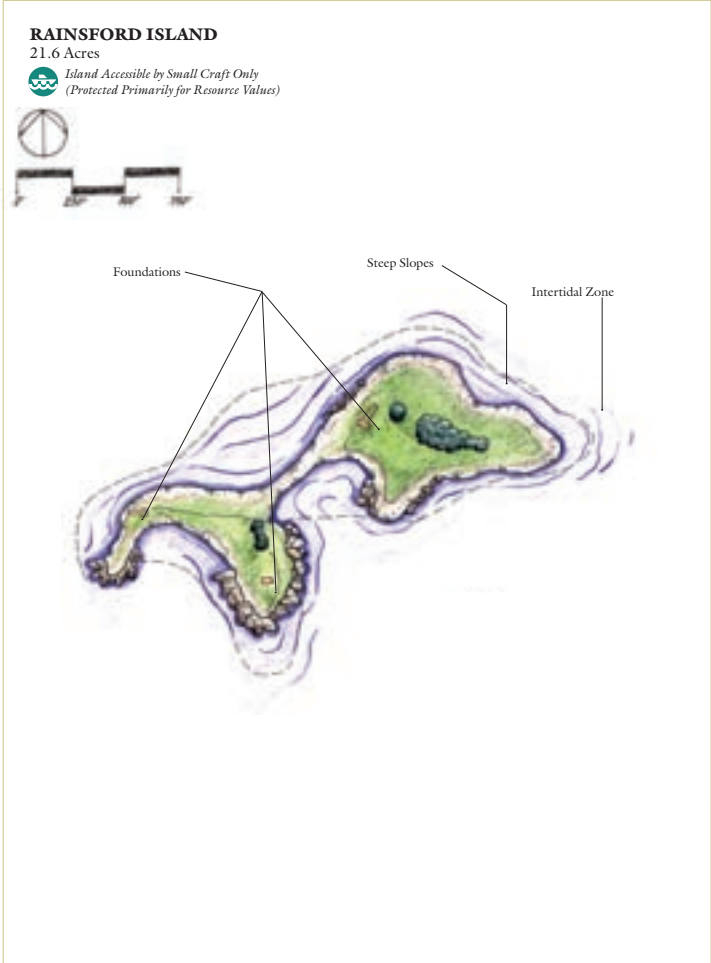 RAINSFORD ISLAND
21.6 Acres
Island Accessible by Small Craft Only
(Protected Primarily for Resource Values)
Foundations
Steep Slopes
Intertidal Zone